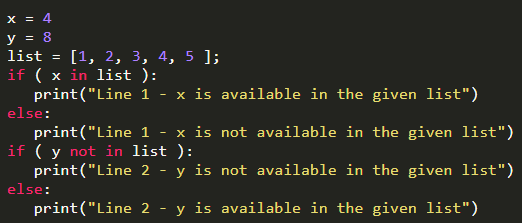 x = 4
y = 8
list = [1, 2, 3, 4, 5 ];
if ( x in list ):
   print("Line 1 - x is available in the given list")
else:
   print("Line 1 - x is not available in the given list")
if ( y not in list ):
   print("Line 2 - y is not available in the given list")
else:
   print("Line 2 - y is available in the given list")